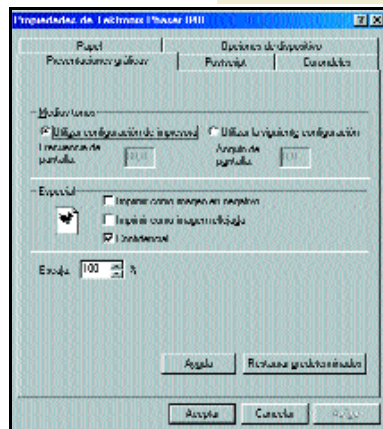 Propiedades de Tektronix Phaser 840
Papel
Opciones de dispositivo
Presentaciones gráficas
Postscript
Medios tonos
Utilizar configuración de impresora
Utilizar la siguiente configuración
Frecuencia de pantalla:
Ángulo de pantalla:
Especial
Imprimir como imagen en negativo
Imprimir como imagen reflejada
Confidencial
Escala: 100 %
Ayuda
Restaurar predeterminados
Aceptar
Cancelar